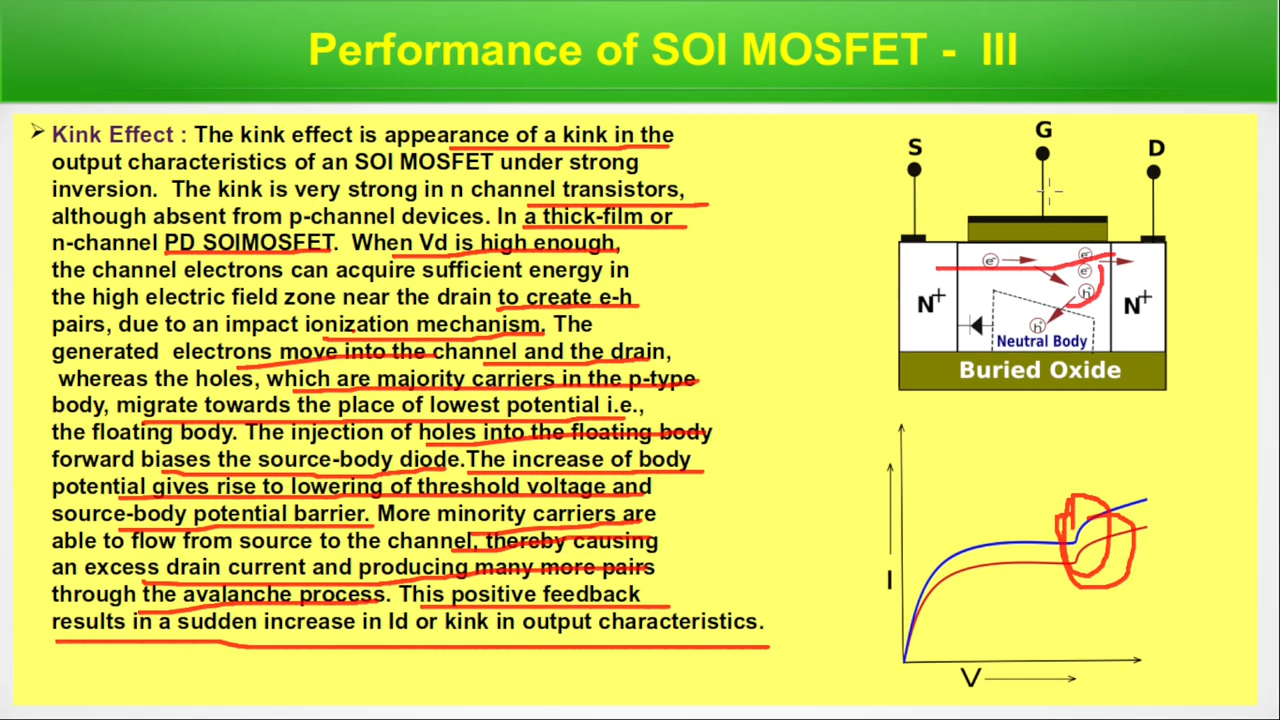 Performance of SOI MOSFET - III
➢ Kink Effect : The kink effect is appearance of a kink in the
output characteristics of an SOI MOSFET under strong
inversion. The kink is very strong in n channel transistors,
although absent from p-channel devices. In a thick-film or
n-channel PD SOIMOSFET. When Vd is high enough,
the channel electrons can acquire sufficient energy in
the high electric field zone near the drain to create e-h
pairs, due to an impact ionization mechanism. The
generated electrons move into the channel and the drain,
whereas the holes, which are majority carriers in the p-type
body, migrate towards the place of lowest potential i.e.,
the floating body. The injection of holes into the floating body
forward biases the source-body diode.The increase of body
potential gives rise to lowering of threshold voltage and
source-body potential barrier. More minority carriers are
able to flow from source to the channel, thereby causing
an excess drain current and producing many more pairs
through the avalanche process. This positive feedback
results in a sudden increase in Id or kink in output characteristics.
S
G
D
e⁻
e⁻
e⁻
h⁺
h⁺
N⁺
N⁺
Neutral Body
Buried Oxide
I
V